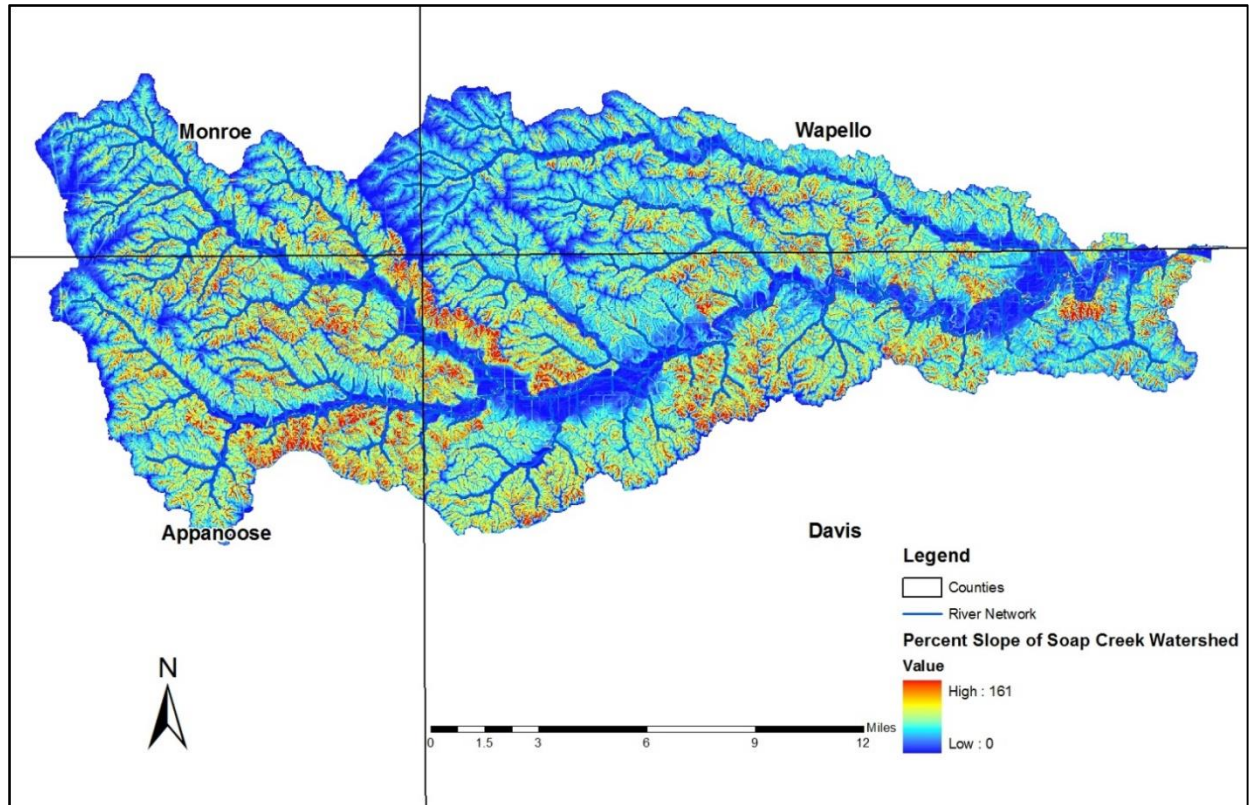 Monroe
Wapello
Appanoose
Davis
Legend
Counties
River Network
Percent Slope of Soap Creek Watershed
Value
High : 161
Low : 0
N
Miles
0 1.5 3 6 9 12